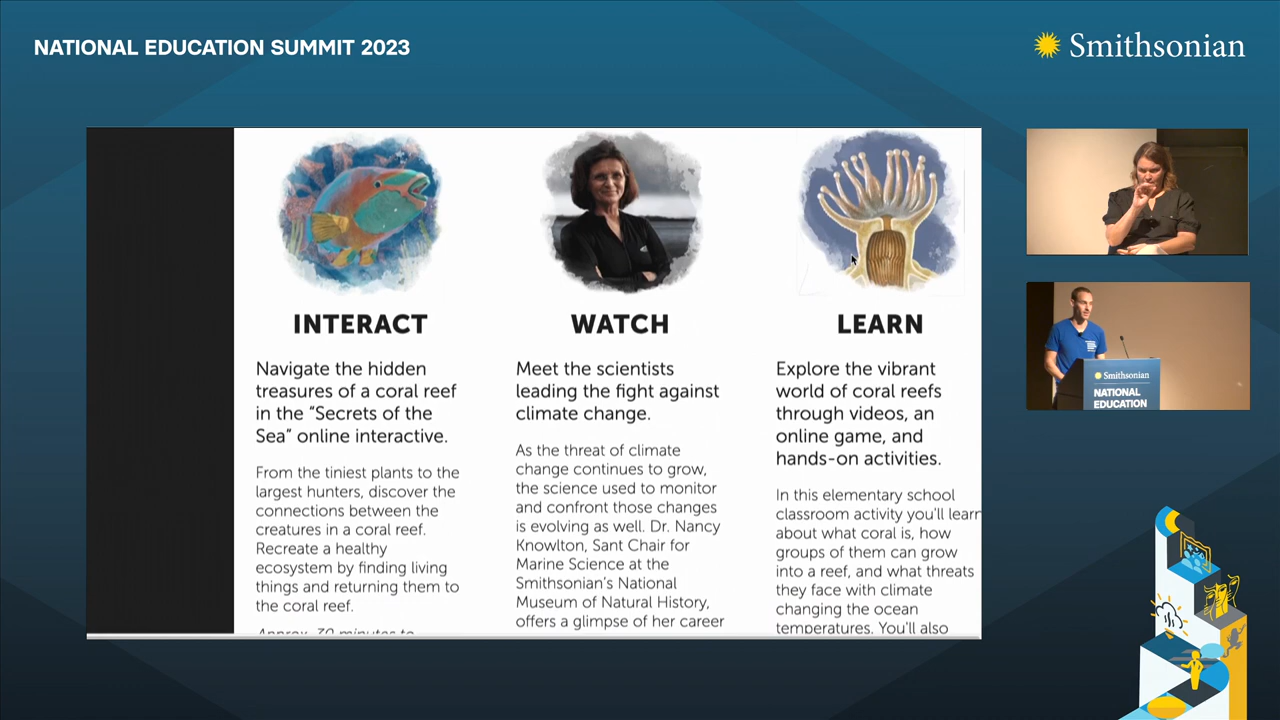 NATIONAL EDUCATION SUMMIT 2023
Smithsonian
INTERACT
Navigate the hidden
treasures of a coral reef
in the “Secrets of the
Sea” online interactive.
From the tiniest plants to the
largest hunters, discover the
connections between the
creatures in a coral reef.
Recreate a healthy
ecosystem by finding living
things and returning them to
the coral reef.
Approx. 30 minutes to
WATCH
Meet the scientists
leading the fight against
climate change.
As the threat of climate
change continues to grow,
the science used to monitor
and confront those changes
is evolving as well. Dr. Nancy
Knowlton, Sant Chair for
Marine Science at the
Smithsonian’s National
Museum of Natural History,
offers a glimpse of her career
LEARN
Explore the vibrant
world of coral reefs
through videos, an
online game, and
hands-on activities.
In this elementary school
classroom activity you'll learn
about what coral is, how
groups of them can grow
into a reef, and what threats
they face with climate
changing the ocean
temperatures. You'll also
Smithsonian
NATIONAL
EDUCATION